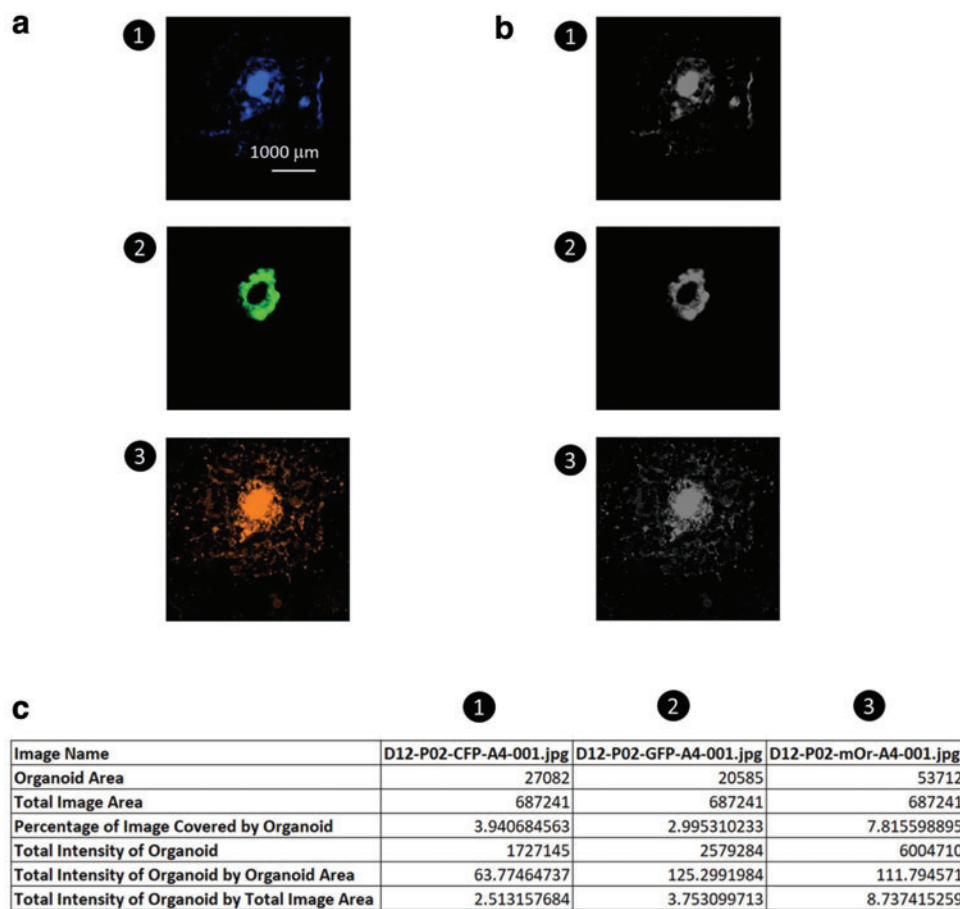 a
b
1
1
1000 μm
2
2
3
3
c
1
2
3
Image Name D12-P02-CFP-A4-001.jpg D12-P02-GFP-A4-001.jpg D12-P02-mOr-A4-001.jpg
Organoid Area 27082 20585 53712
Total Image Area 687241 687241 687241
Percentage of Image Covered by Organoid 3.940684563 2.995310233 7.815598895
Total Intensity of Organoid 1727145 2579284 6004710
Total Intensity of Organoid by Organoid Area 63.77464737 125.2991984 111.794571
Total Intensity of Organoid by Total Image Area 2.513157684 3.753099713 8.737415259